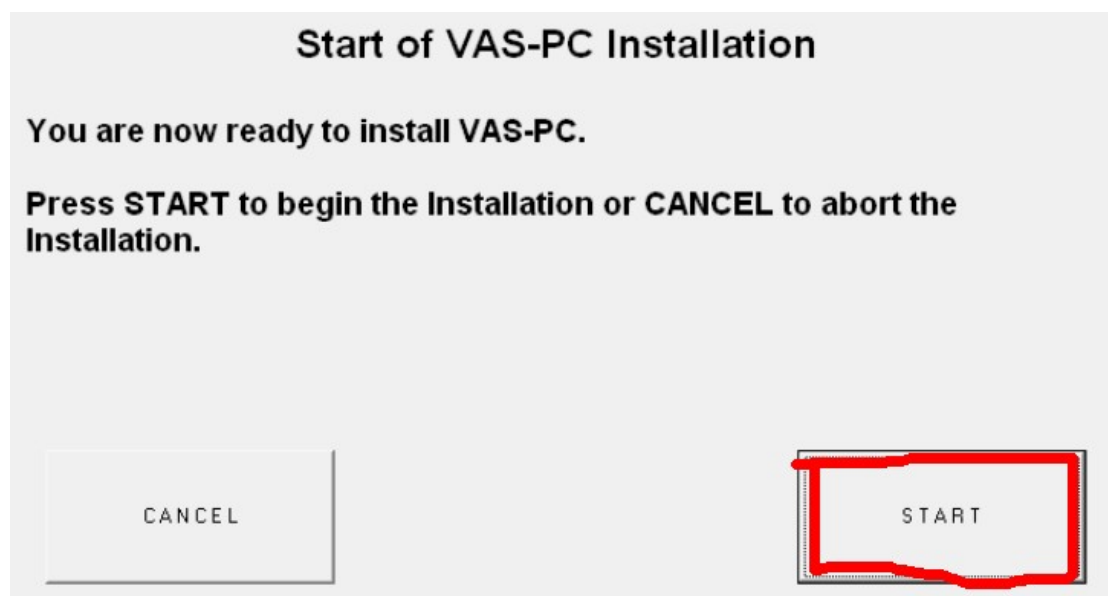 Start of VAS-PC Installation
You are now ready to install VAS-PC.
Press START to begin the Installation or CANCEL to abort the
Installation.
CANCEL
START